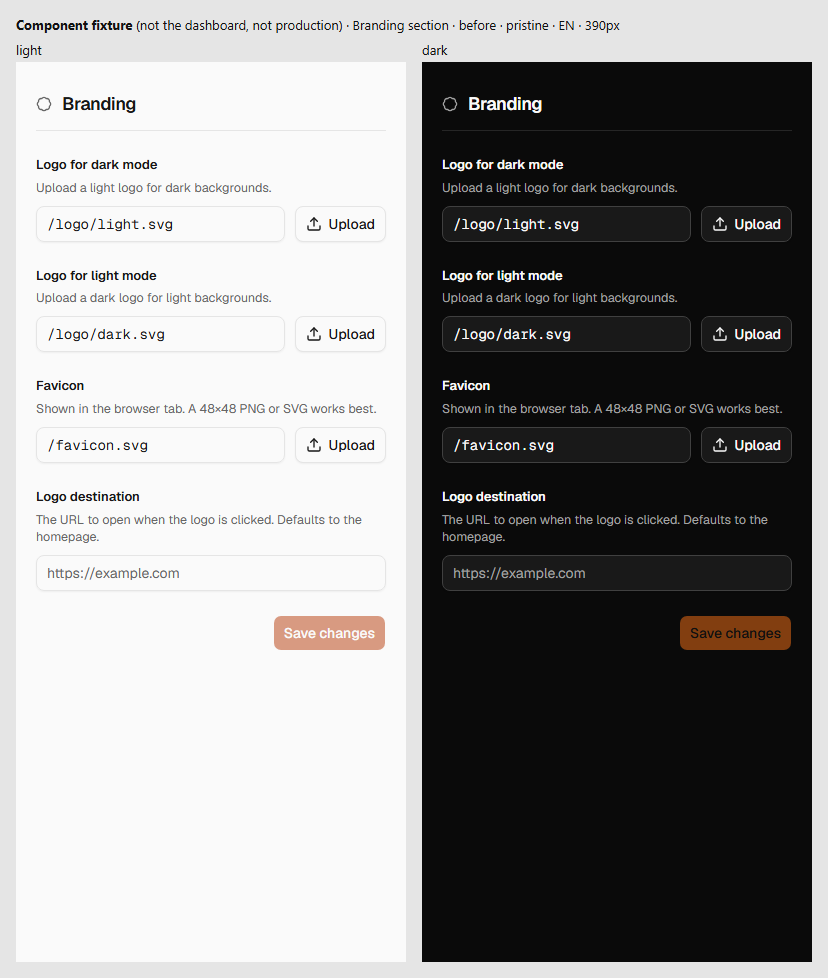 Component fixture (not the dashboard, not production) · Branding section · before · pristine · EN · 390px
light
Branding
Logo for dark mode
Upload a light logo for dark backgrounds.
/logo/light.svg
Upload
Logo for light mode
Upload a dark logo for light backgrounds.
/logo/dark.svg
Upload
Favicon
Shown in the browser tab. A 48×48 PNG or SVG works best.
/favicon.svg
Upload
Logo destination
The URL to open when the logo is clicked. Defaults to the
homepage.
https://example.com
Save changes
dark
Branding
Logo for dark mode
Upload a light logo for dark backgrounds.
/logo/light.svg
Upload
Logo for light mode
Upload a dark logo for light backgrounds.
/logo/dark.svg
Upload
Favicon
Shown in the browser tab. A 48×48 PNG or SVG works best.
/favicon.svg
Upload
Logo destination
The URL to open when the logo is clicked. Defaults to the
homepage.
https://example.com
Save changes